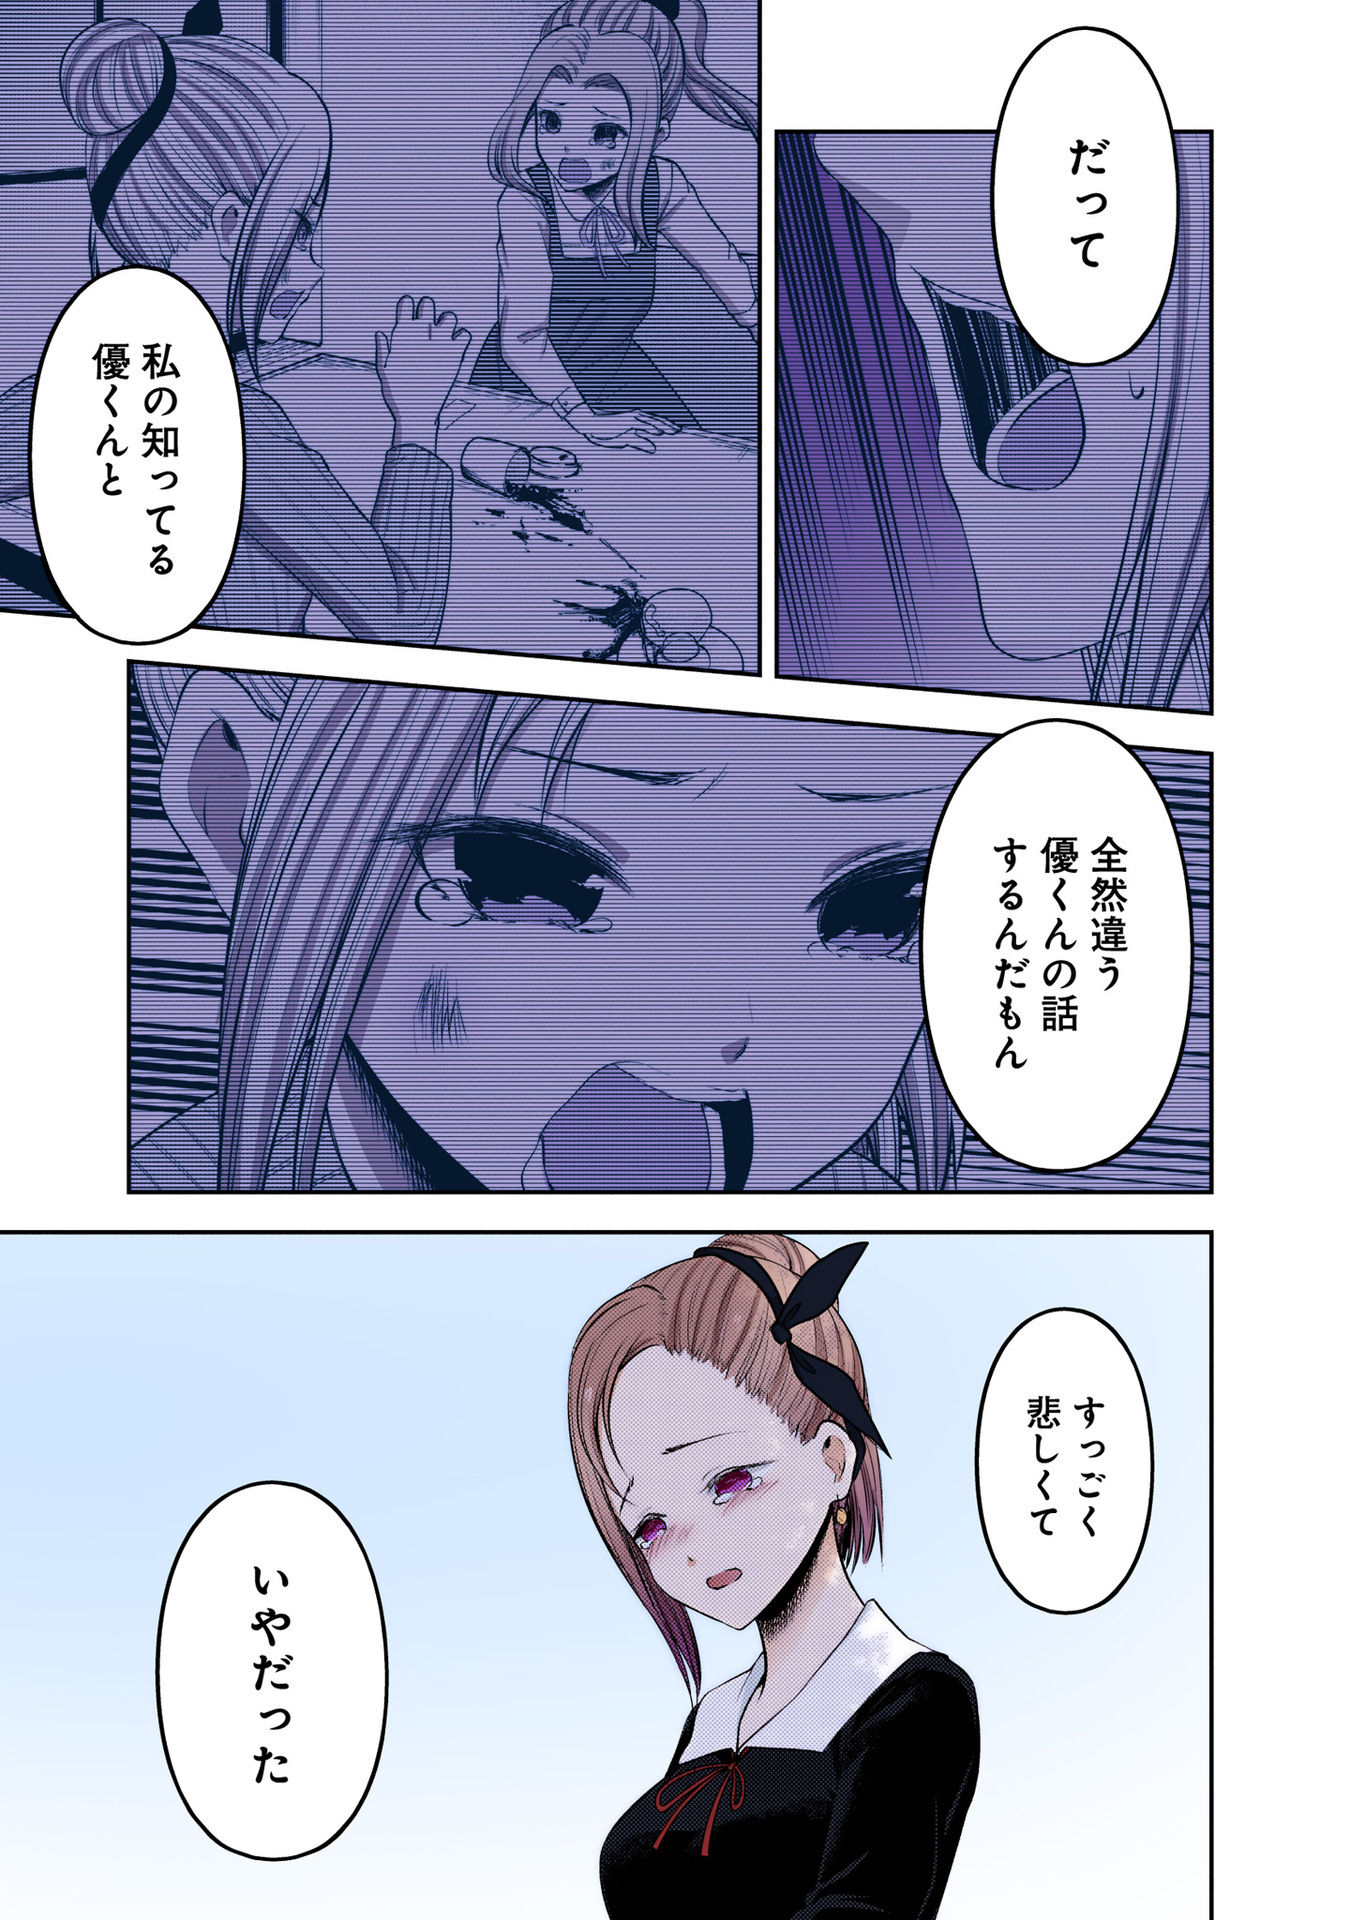 だって
私の知ってる
優くんと
全然違う
優くんの話
するんだもん
すっごく
悲しくて
いやだった